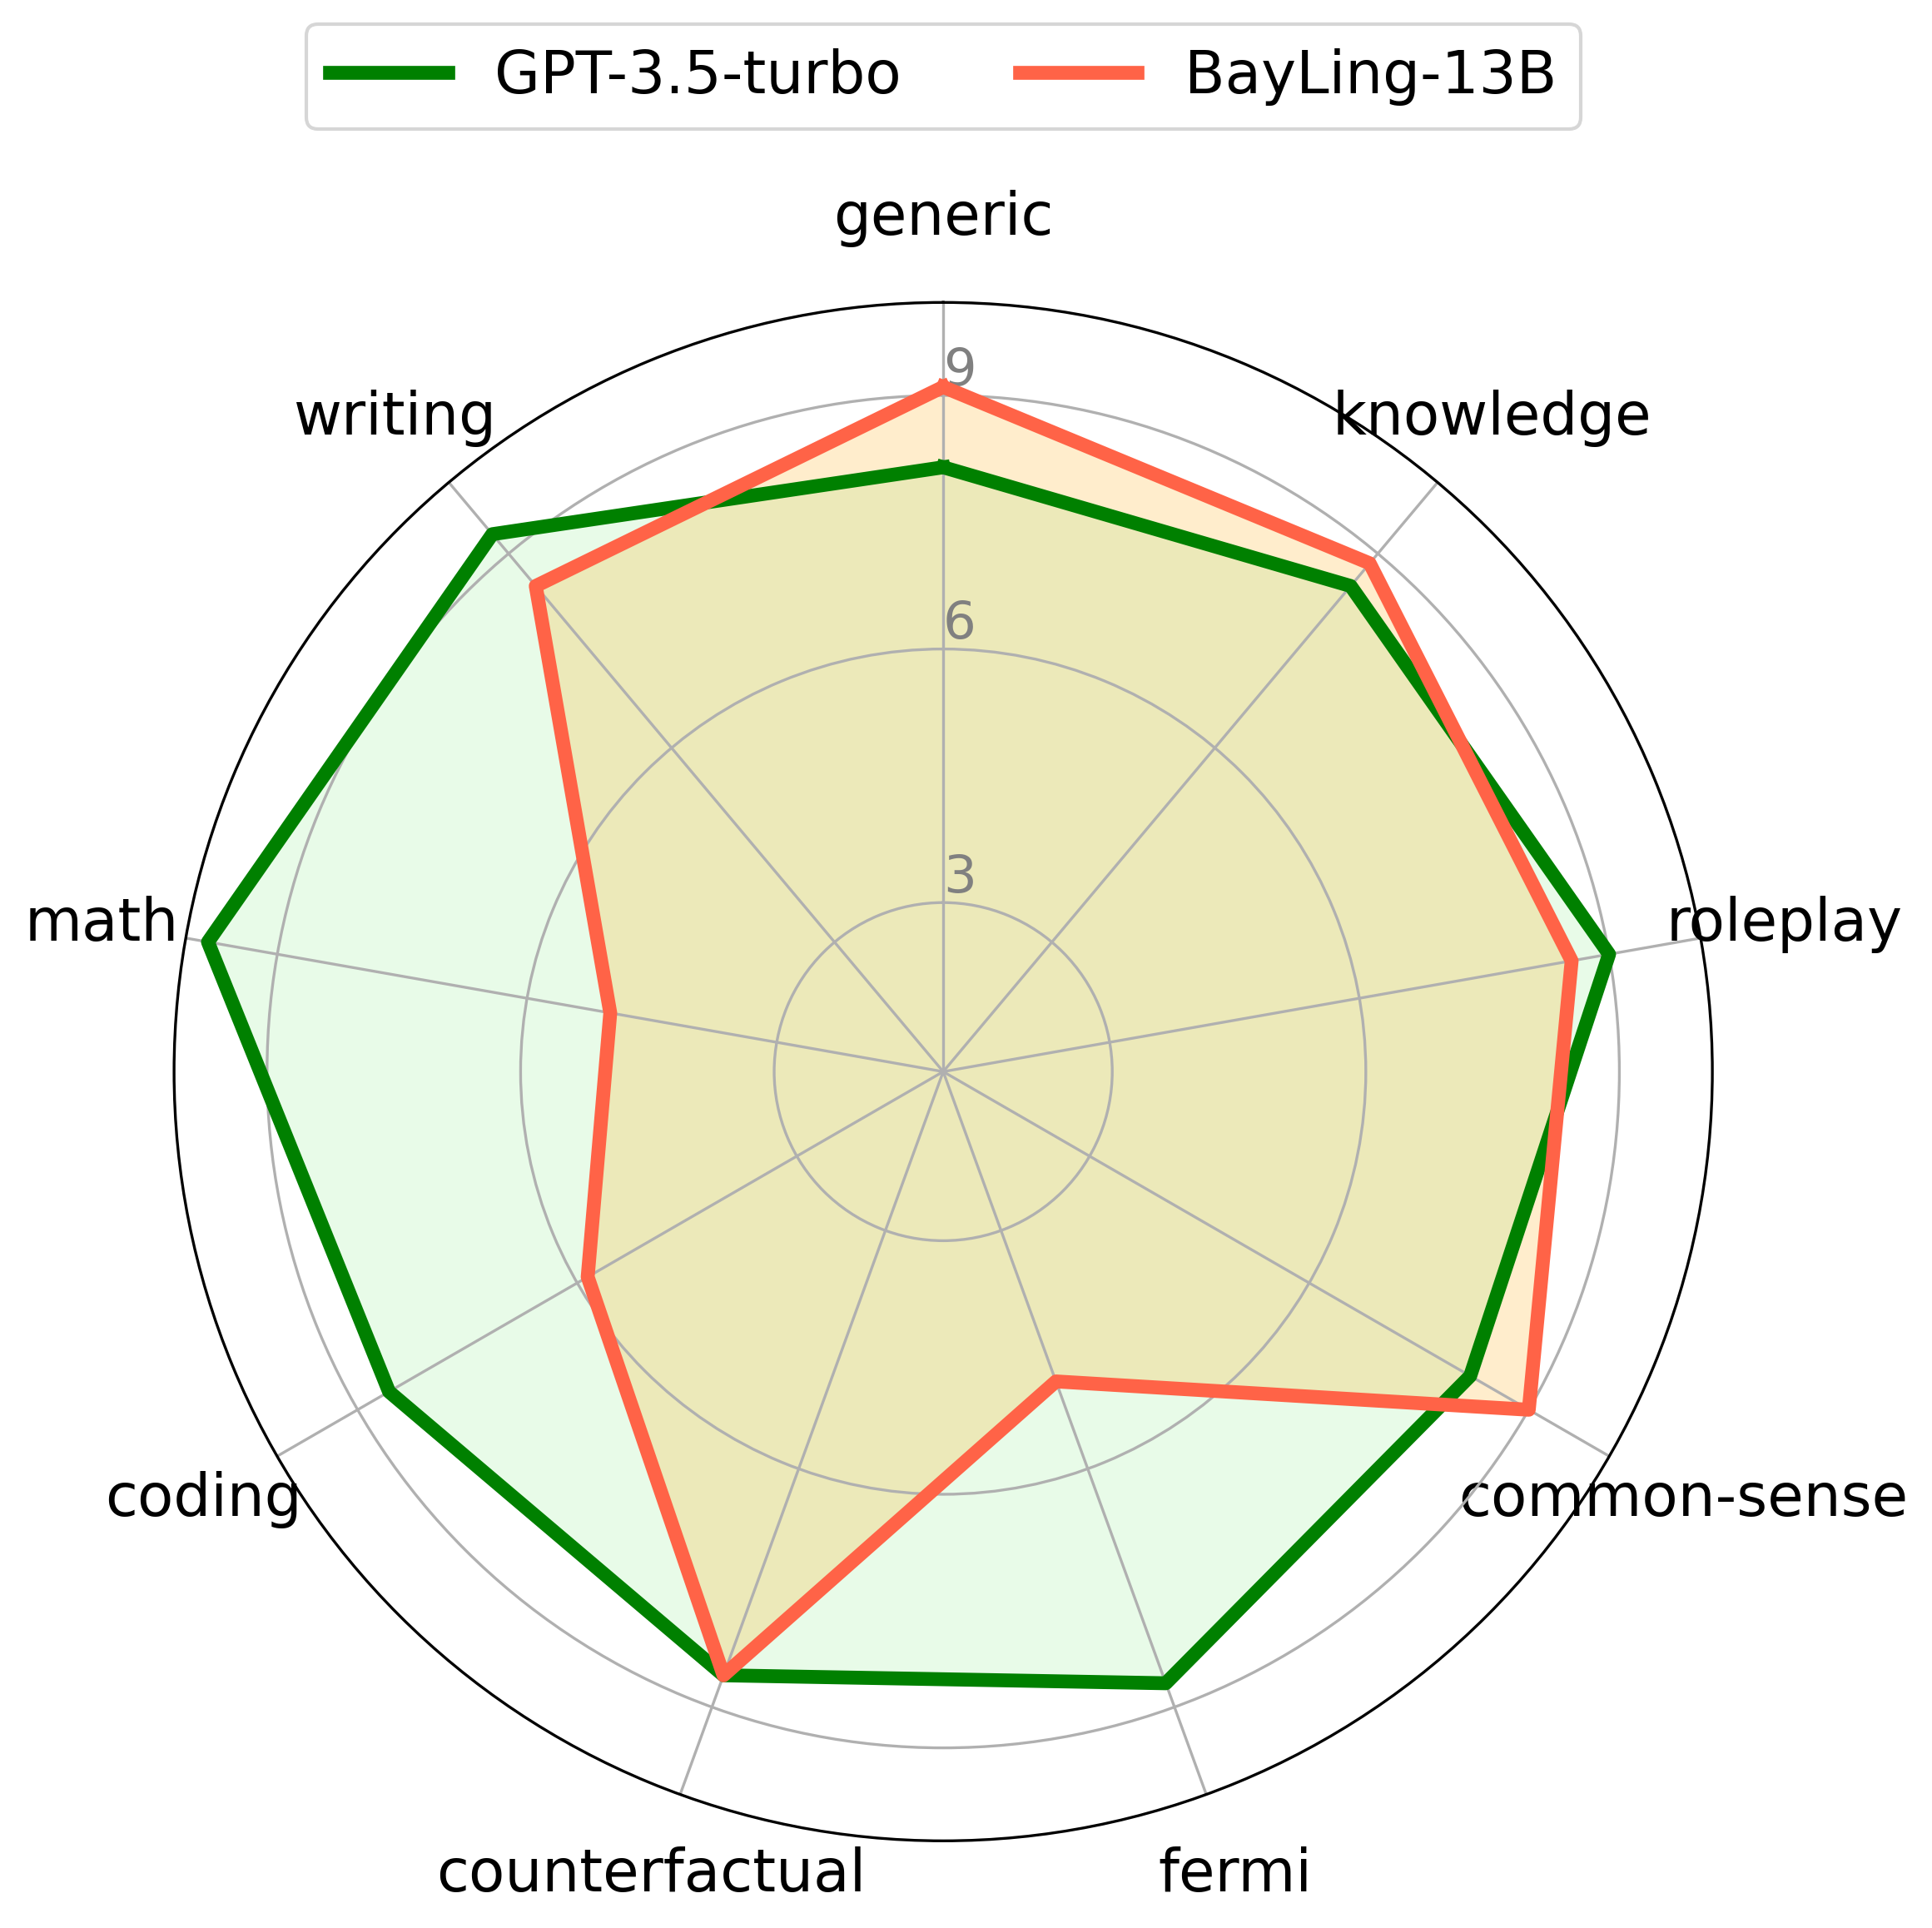 GPT-3.5-turbo BayLing-13B
generic
writing
knowledge
9
6
3
math
roleplay
coding
common-sense
counterfactual
fermi